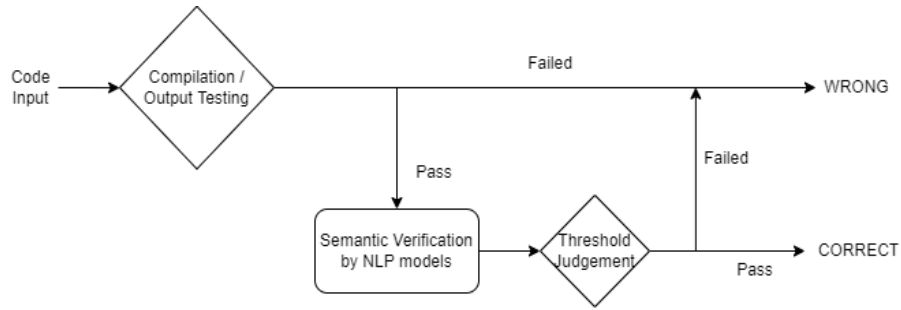 Failed
Code
Input
Compilation /
Output Testing
WRONG
Pass
Failed
Semantic Verification
by NLP models
Threshold
Judgement
CORRECT
Pass